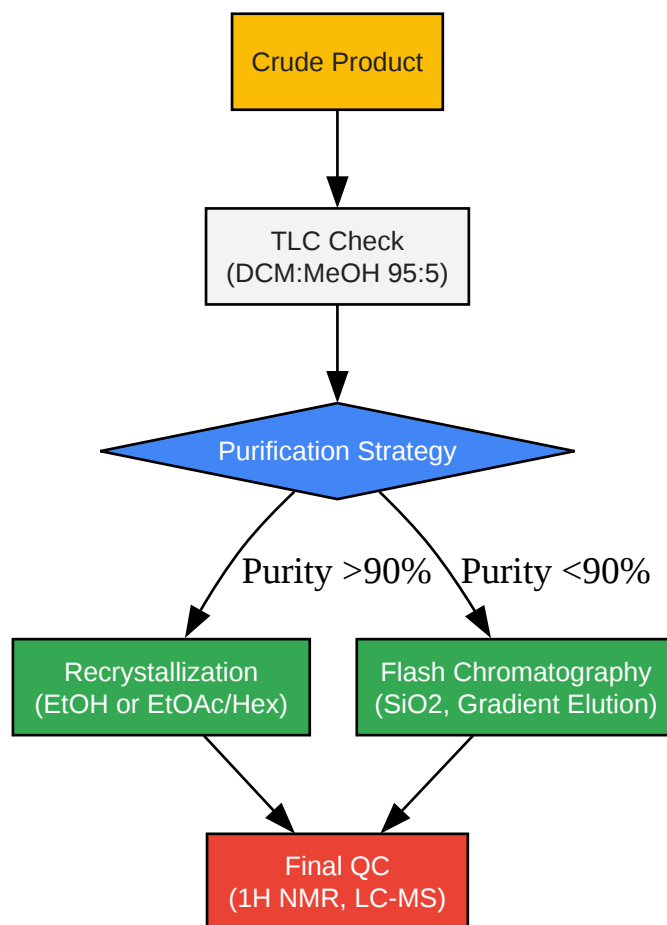 Crude Product
TLC Check
(DCM:MeOH 95:5)
Purification Strategy
Purity >90%
Purity <90%
Recrystallization
(EtOH or EtOAc/Hex)
Flash Chromatography
(SiO2, Gradient Elution)
Final QC
(1H NMR, LC-MS)